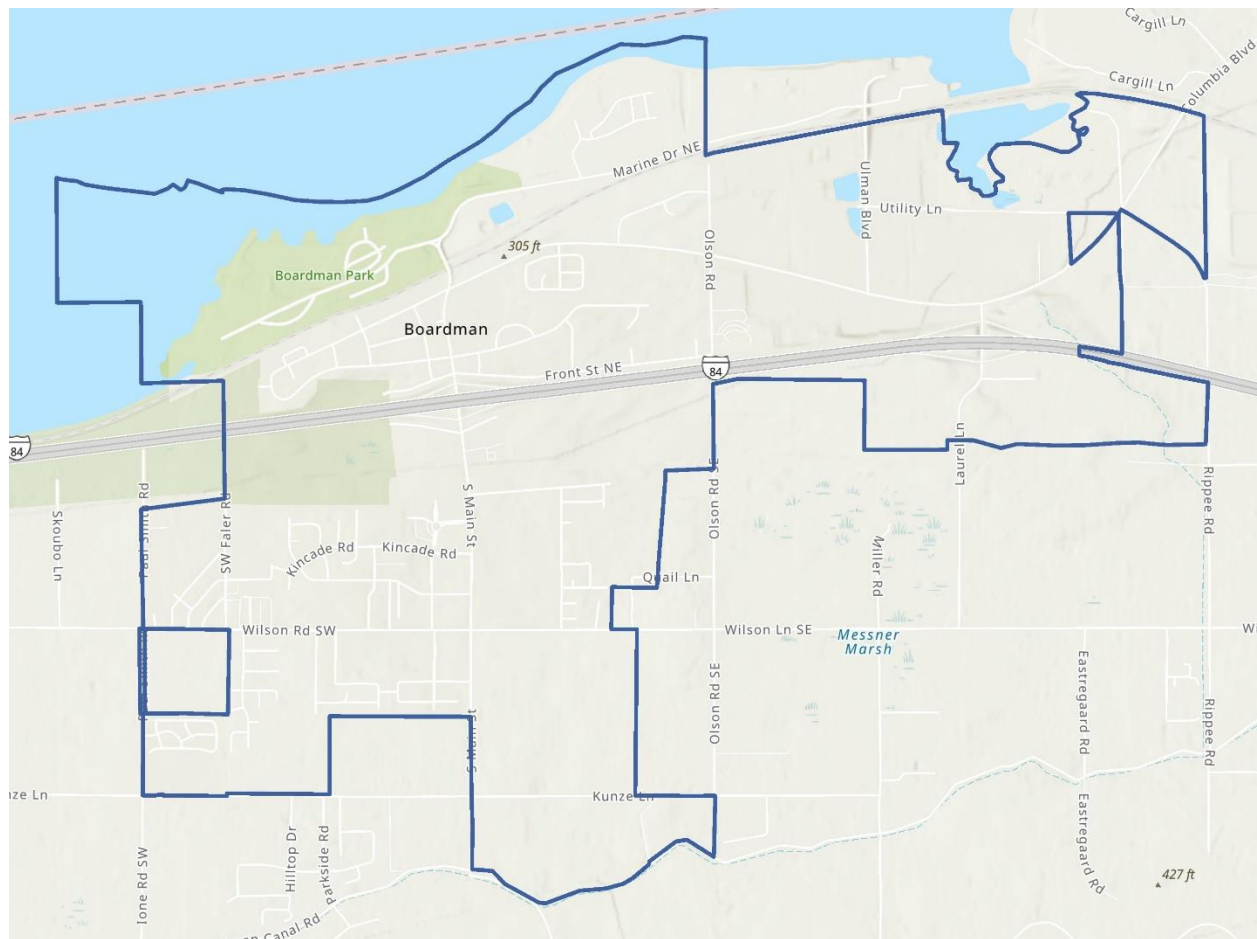 Cargill Ln
Columbia Blvd
Cargill Ln
Marine Dr NE
Ulman Blvd
Utility Ln
Olson Rd
305 ft
Boardman Park
Boardman
Front St NE
84
84
Laurel Ln
S Main St
Olson Rd SE
Rippee Rd
Skoubo Ln
SW Faler Rd
Kincade Rd
Kincade Rd
Miller Rd
Quail Ln
Wilson Rd SW
Wilson Ln SE
Messner
Marsh
Wi
Olson Rd SE
Eastregaard Rd
Rippee Rd
S Main St
nze Ln
Kunze Ln
Hilltop Dr
Parkside Rd
Ione Rd SW
Eastregaard Rd
427 ft
Canal Rd